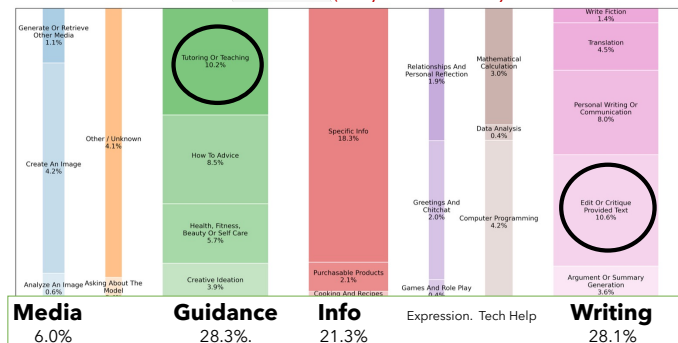 Generate Or Retrieve
Other Media
1.1%
Create An Image
4.2%
Analyze An Image
0.6%
Other / Unknown
4.1%
Asking About The
Model
Tutoring Or Teaching
10.2%
How To Advice
8.5%
Health, Fitness,
Beauty Or Self Care
5.7%
Creative Ideation
3.9%
Specific Info
18.3%
Purchasable Products
2.1%
Cooking And Recipes
Relationships And
Personal Reflection
1.9%
Greetings And
Chitchat
2.0%
Games And Role Play
0.4%
Mathematical
Calculation
3.0%
Data Analysis
0.4%
Computer Programming
4.2%
Write Fiction
1.4%
Translation
4.5%
Personal Writing Or
Communication
8.0%
Edit Or Critique
Provided Text
10.6%
Argument Or Summary
Generation
3.6%
Media
6.0%
Guidance
28.3%.
Info
21.3%
Expression. Tech Help
Writing
28.1%